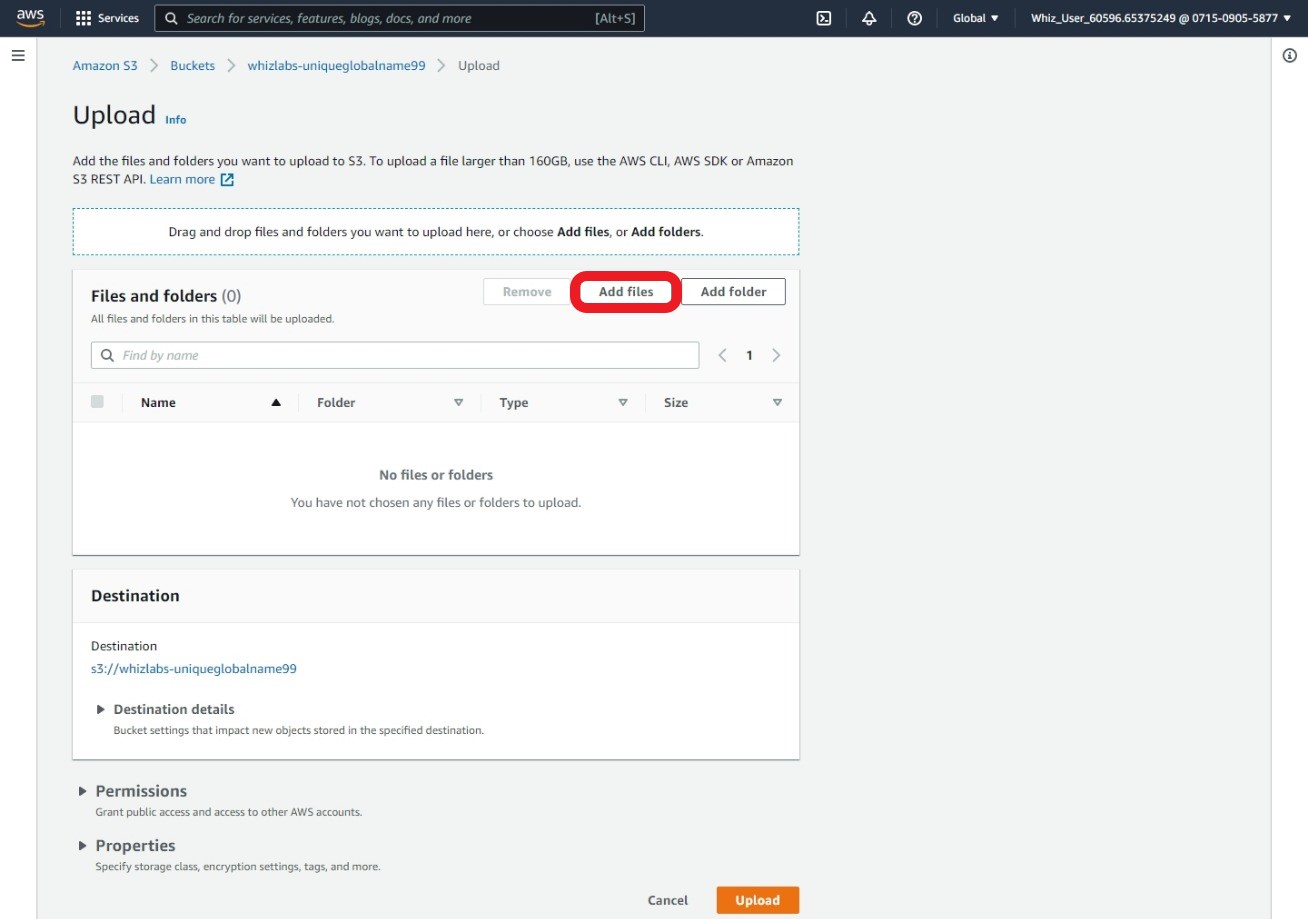 aws Services Search for services, features, blogs, docs, and more [Alt+S] Global Whiz_User_60596.65375249 @ 0715-0905-5877
Amazon S3 Buckets whizlabs-uniqueglobalname99 Upload
Upload Info
Add the files and folders you want to upload to S3. To upload a file larger than 160GB, use the AWS CLI, AWS SDK or Amazon
S3 REST API. Learn more
Drag and drop files and folders you want to upload here, or choose Add files, or Add folders.
Files and folders (0) Remove Add files Add folder
All files and folders in this table will be uploaded.
Find by name 1
Name Folder Type Size
No files or folders
You have not chosen any files or folders to upload.
Destination
Destination
s3://whizlabs-uniqueglobalname99
Destination details
Bucket settings that impact new objects stored in the specified destination.
Permissions
Grant public access and access to other AWS accounts.
Properties
Specify storage class, encryption settings, tags, and more.
Cancel Upload